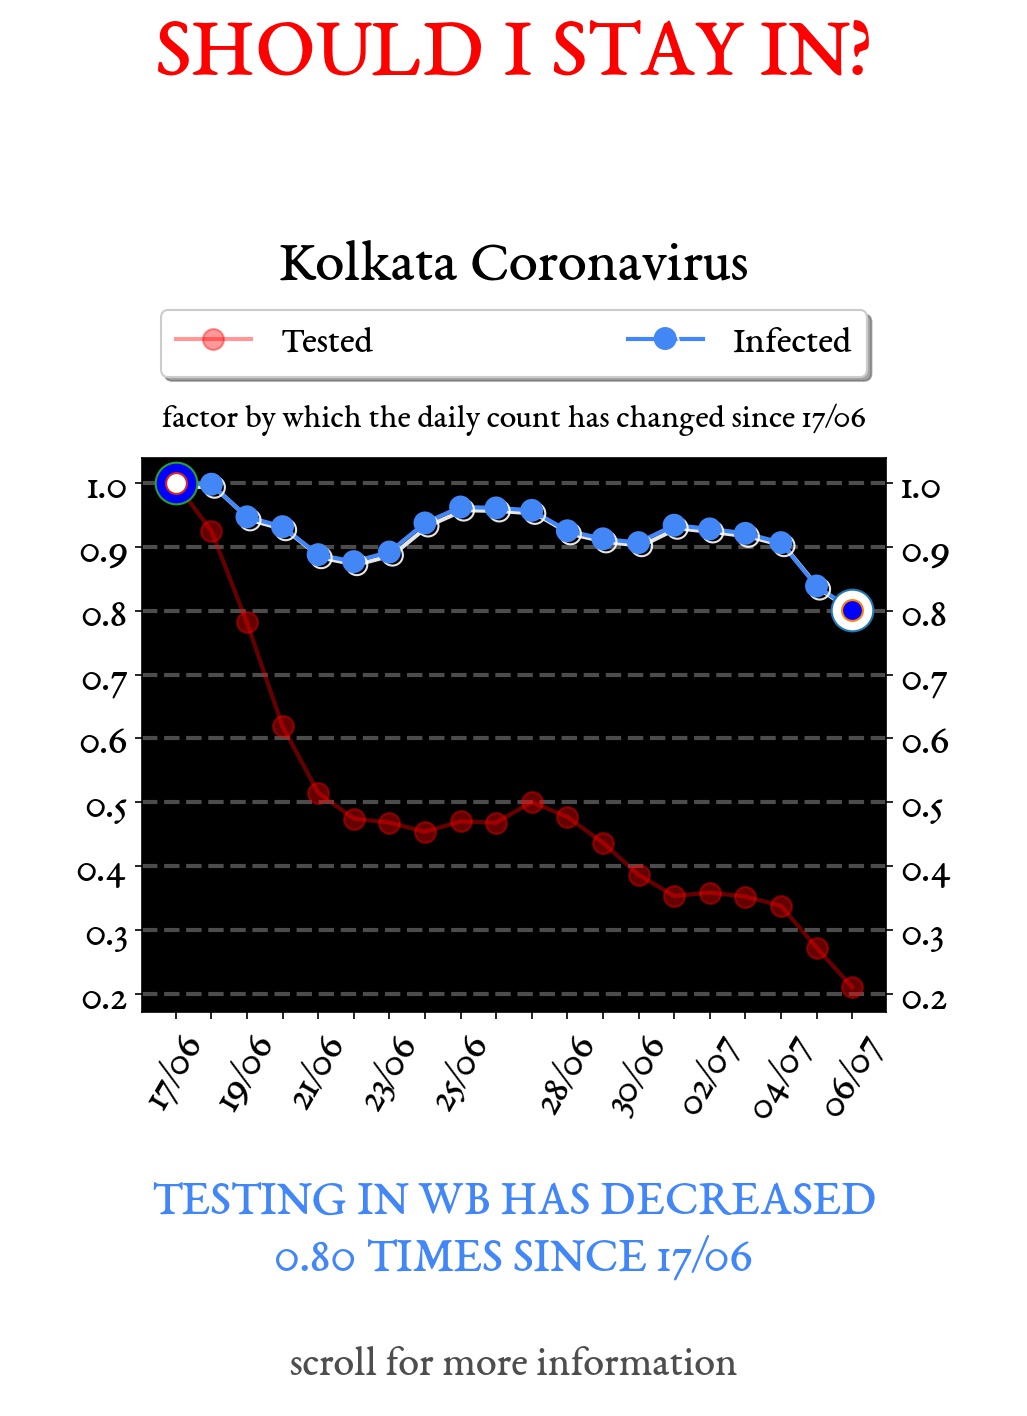 SHOULD I STAY IN?
Kolkata Coronavirus
Tested Infected
factor by which the daily count has changed since 17/06
1.0 1.0
0.9 0.9
0.8 0.8
0.7 0.7
0.6 0.6
0.5 0.5
0.4 0.4
0.3 0.3
0.2 0.2
17/06 19/06 21/06 23/06 25/06 28/06 30/06 02/07 04/07 06/07
TESTING IN WB HAS DECREASED
0.80 TIMES SINCE 17/06
scroll for more information